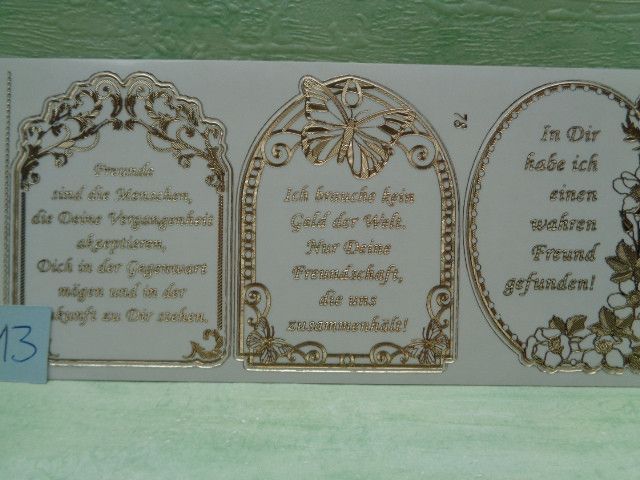 Freunde
sind die Menschen,
die Deine Vergangenheit
akzeptieren,
Dich in der Gegenwart
mögen und in der
kunft zu Dir stehen.
13
Ich brauche kein
Geld der Welt.
Nur Deine
Freundschaft,
die uns
zusammenhält!
78
In Dir
habe ich
einen
wahren
Freund
gefunden!